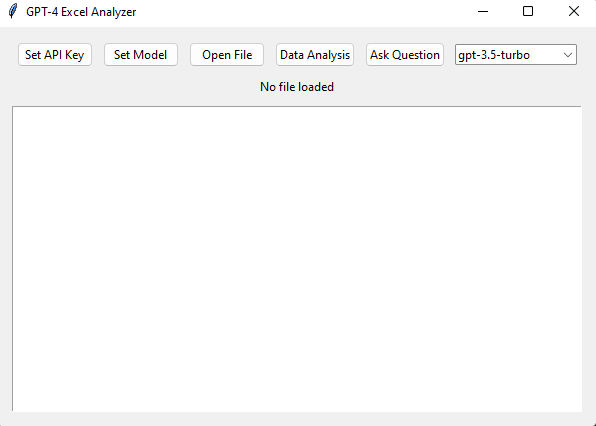 GPT-4 Excel Analyzer
Set API Key Set Model Open File Data Analysis Ask Question gpt-3.5-turbo
No file loaded